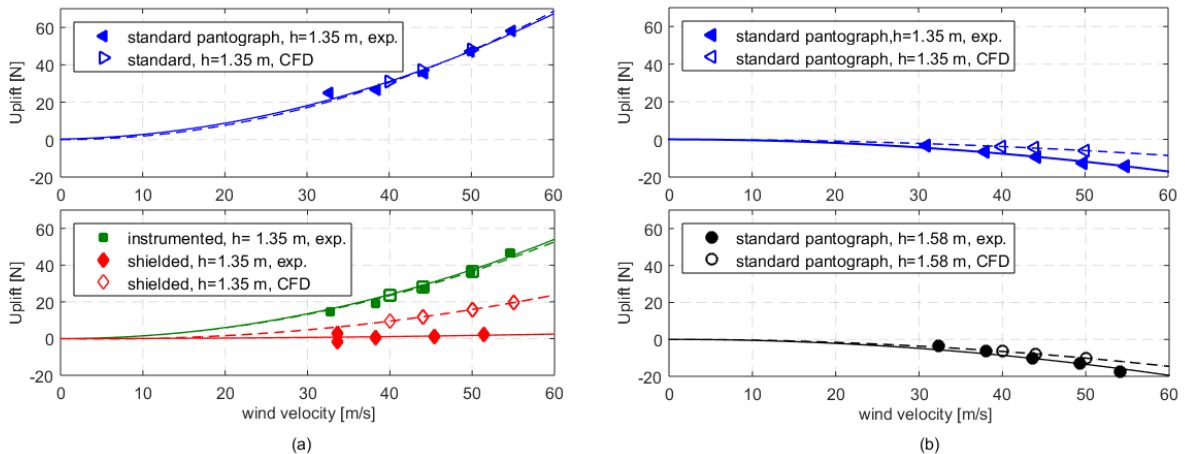 60
40
20
0
-20
Uplift [N]
standard pantograph, h=1.35 m, exp.
standard, h=1.35 m, CFD
0 10 20 30 40 50 60
60
40
20
0
-20
Uplift [N]
instrumented, h= 1.35 m, exp.
shielded, h=1.35 m, exp.
shielded, h=1.35 m, CFD
0 10 20 30 40 50 60
wind velocity [m/s]
(a)
60
40
20
0
-20
Uplift [N]
standard pantograph,h=1.35 m, exp.
standard pantograph, h=1.35 m, CFD
0 10 20 30 40 50 60
60
40
20
0
-20
Uplift [N]
standard pantograph, h=1.58 m, exp.
standard pantograph, h=1.58 m, CFD
0 10 20 30 40 50 60
wind velocity [m/s]
(b)